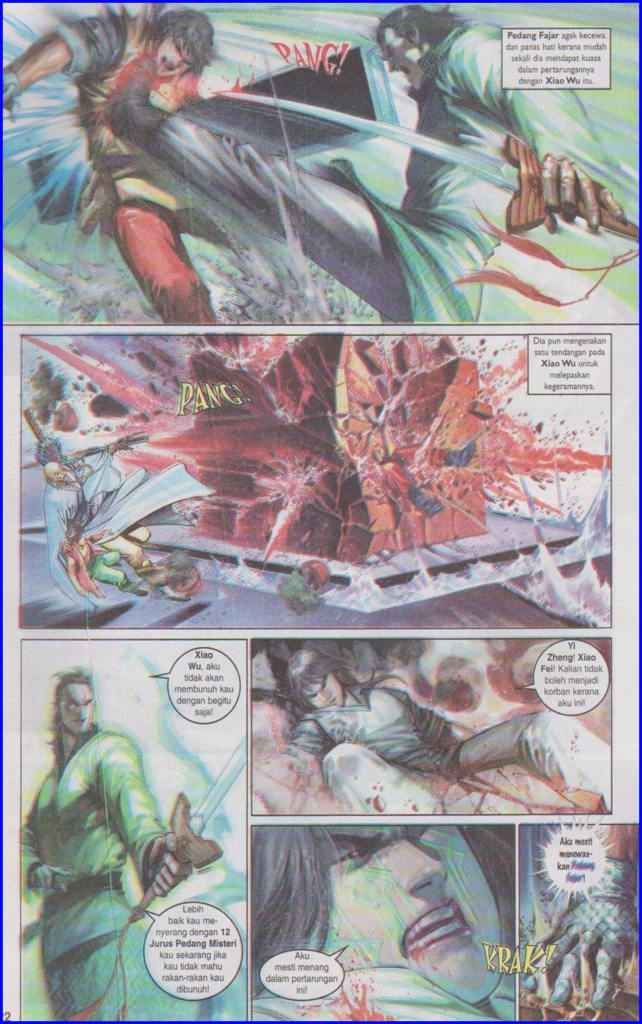 PANG!
Pedang Fajar agak kecewa
dan panas hati kerana mudah
sekali dia mendapat kuasa
dalam pertarungannya
dengan Xiao Wu itu.
Dia pun mengenakan
satu tendangan pada
Xiao Wu untuk
melepaskan
kegeramannya.
PANG!
Xiao
Wu, aku
tidak akan
membunuh kau
dengan begitu
saja!
Yi
Zheng! Xiao
Fei! Kalian tidak
boleh menjadi
korban kerana
aku ini!
Lebih
baik kau me-
nyerang dengan 12
Jurus Pedang Misteri
kau sekarang jika
kau tidak mahu
rakan-rakan kau
dibunuh!
Aku
mesti menang
dalam pertarungan
ini!
Aku mesti
menewas-
kan Pedang
Fajar!
KRAK!
2